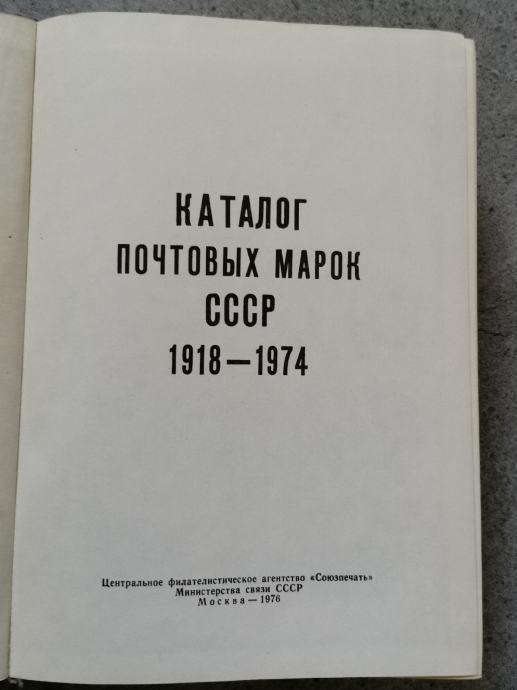 КАТАЛОГ
ПОЧТОВЫХ МАРОК
СССР
1918—1974
Центральное филателистическое агентство «Союзпечать»
Министерства связи СССР
Москва — 1976